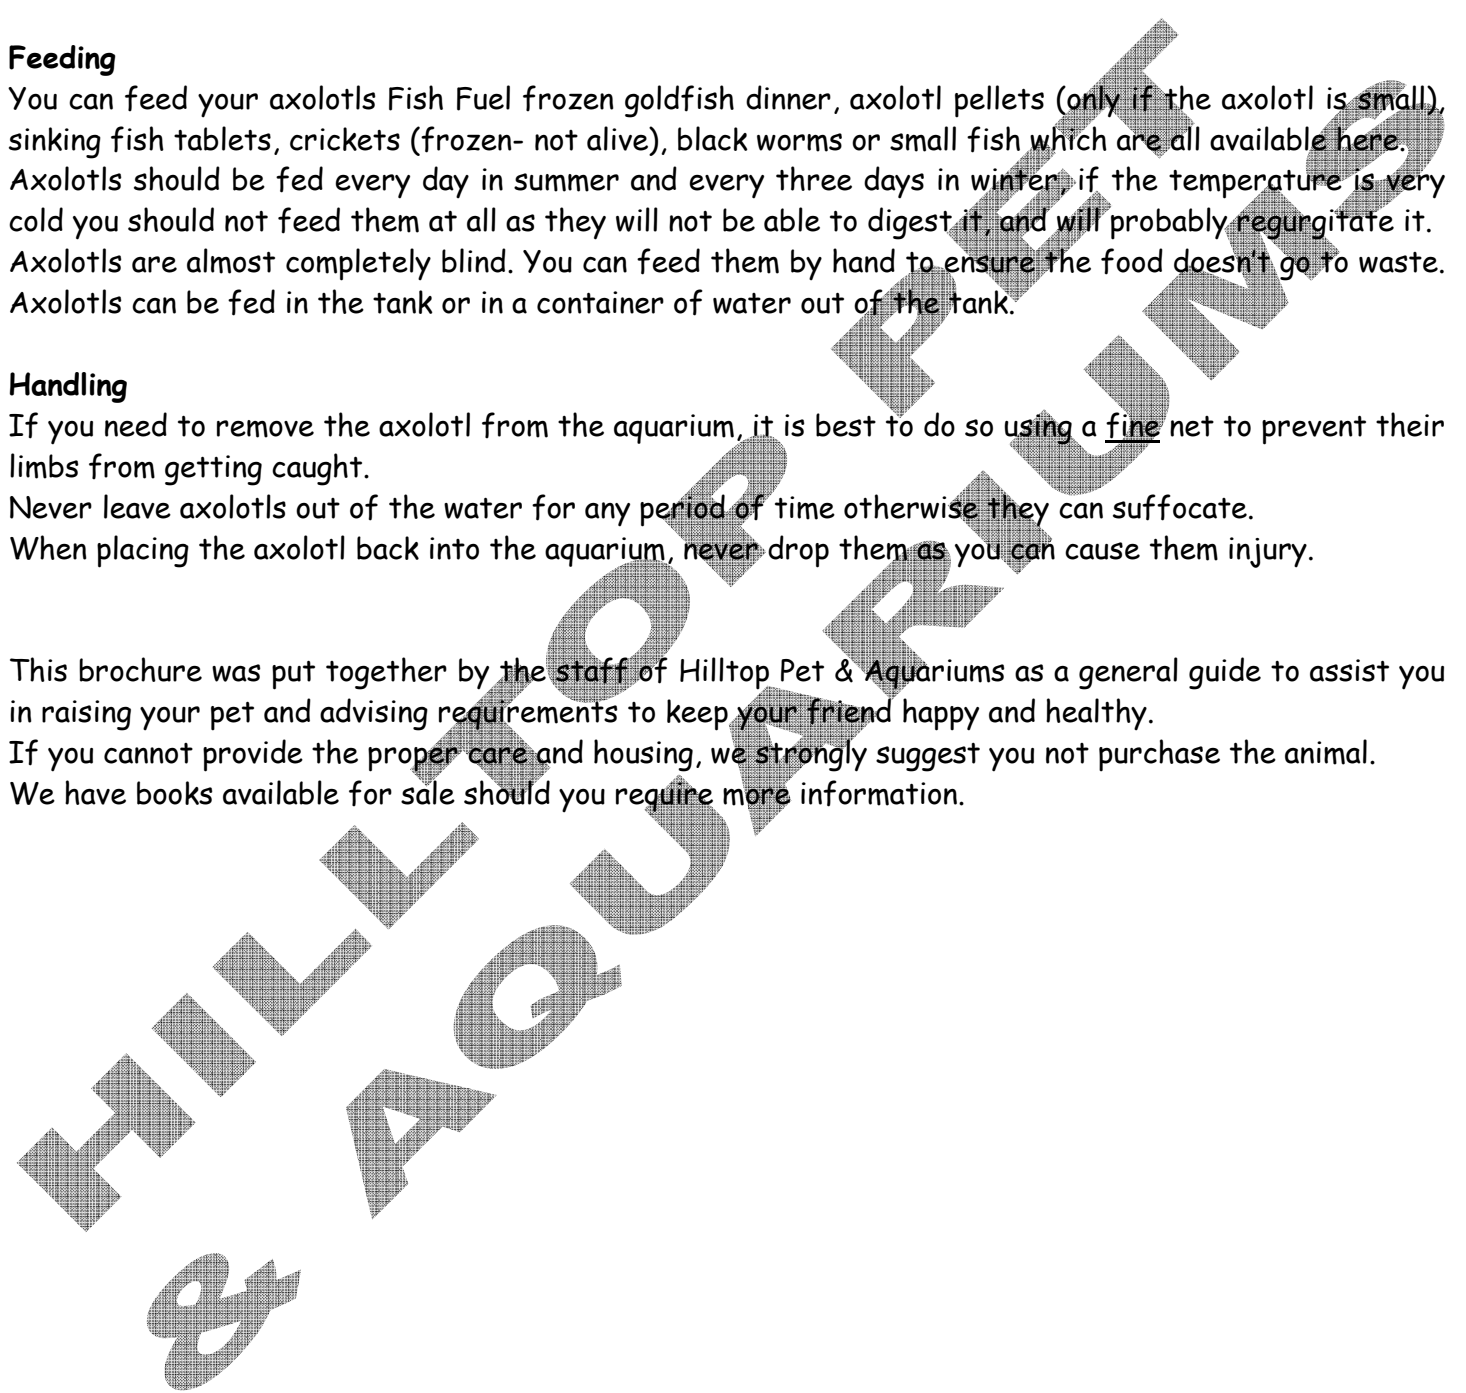 Feeding
You can feed your axolotls Fish Fuel frozen goldfish dinner, axolotl pellets (only if the axolotl is small),
sinking fish tablets, crickets (frozen- not alive), black worms or small fish which are all available here.
Axolotls should be fed every day in summer and every three days in winter, if the temperature is very
cold you should not feed them at all as they will not be able to digest it, and will probably regurgitate it.
Axolotls are almost completely blind. You can feed them by hand to ensure the food doesn't go to waste.
Axolotls can be fed in the tank or in a container of water out of the tank.
Handling
If you need to remove the axolotl from the aquarium, it is best to do so using a fine net to prevent their
limbs from getting caught.
Never leave axolotls out of the water for any period of time otherwise they can suffocate.
When placing the axolotl back into the aquarium, never drop them as you can cause them injury.
This brochure was put together by the staff of Hilltop Pet & Aquariums as a general guide to assist you
in raising your pet and advising requirements to keep your friend happy and healthy.
If you cannot provide the proper care and housing, we strongly suggest you not purchase the animal.
We have books available for sale should you require more information.
HILLTOP PET
& AQUARIUMS